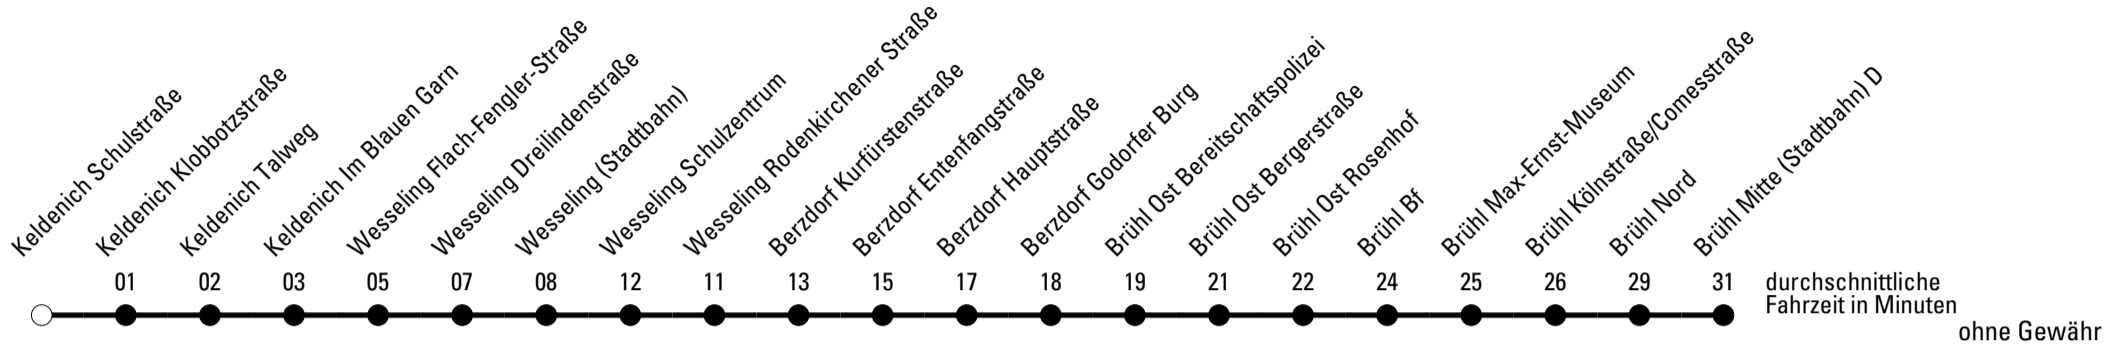 Keldenich Schulstraße
Keldenich Klobbotzstraße
Keldenich Talweg
Keldenich Im Blauen Garn
Wesseling Flach-Fengler-Straße
Wesseling Dreilindenstraße
Wesseling (Stadtbahn)
Wesseling Schulzentrum
Wesseling Rodenkirchener Straße
Berzdorf Kurfürstenstraße
Berzdorf Entenfangstraße
Berzdorf Hauptstraße
Berzdorf Godorfer Burg
Brühl Ost Bereitschaftspolizei
Brühl Ost Bergerstraße
Brühl Ost Rosenhof
Brühl Bf
Brühl Max-Ernst-Museum
Brühl Kölnstraße/Comesstraße
Brühl Nord
Brühl Mitte (Stadtbahn) D
01 02 03 05 07 08 12 11 13 15 17 18 19 21 22 24 25 26 29 31 durchschnittliche
Fahrzeit in Minuten
ohne Gewähr